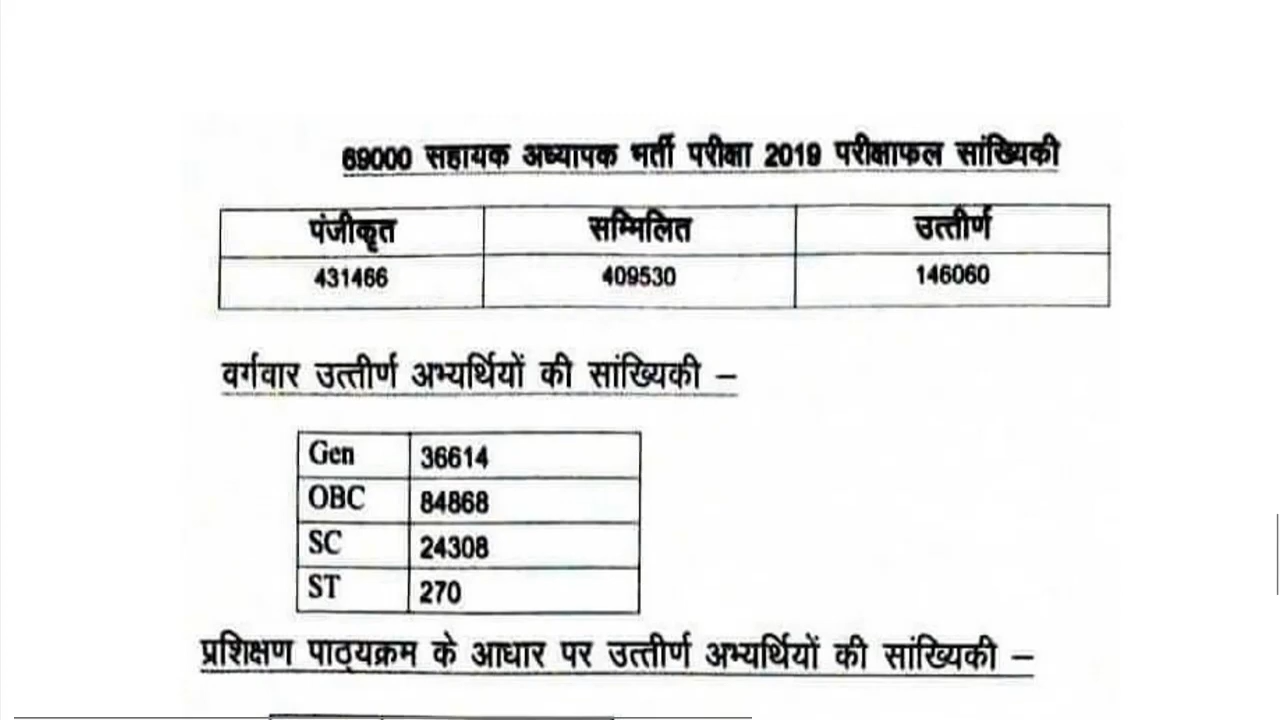 69000 सहायक अध्यापक भर्ती परीक्षा 2019 परीक्षाफल सांख्यिकी
पंजीकृत सम्मिलित उत्तीर्ण
431466 409530 146060
वर्गवार उत्तीर्ण अभ्यर्थियों की सांख्यिकी –
Gen 36614
OBC 84868
SC 24308
ST 270
प्रशिक्षण पाठ्यक्रम के आधार पर उत्तीर्ण अभ्यर्थियों की सांख्यिकी –